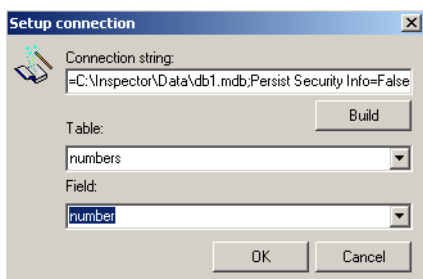 Setup connection
Connection string:
=C:\Inspector\Data\db1.mdb;Persist Security Info=False
Build
Table:
numbers
Field:
number
OK Cancel